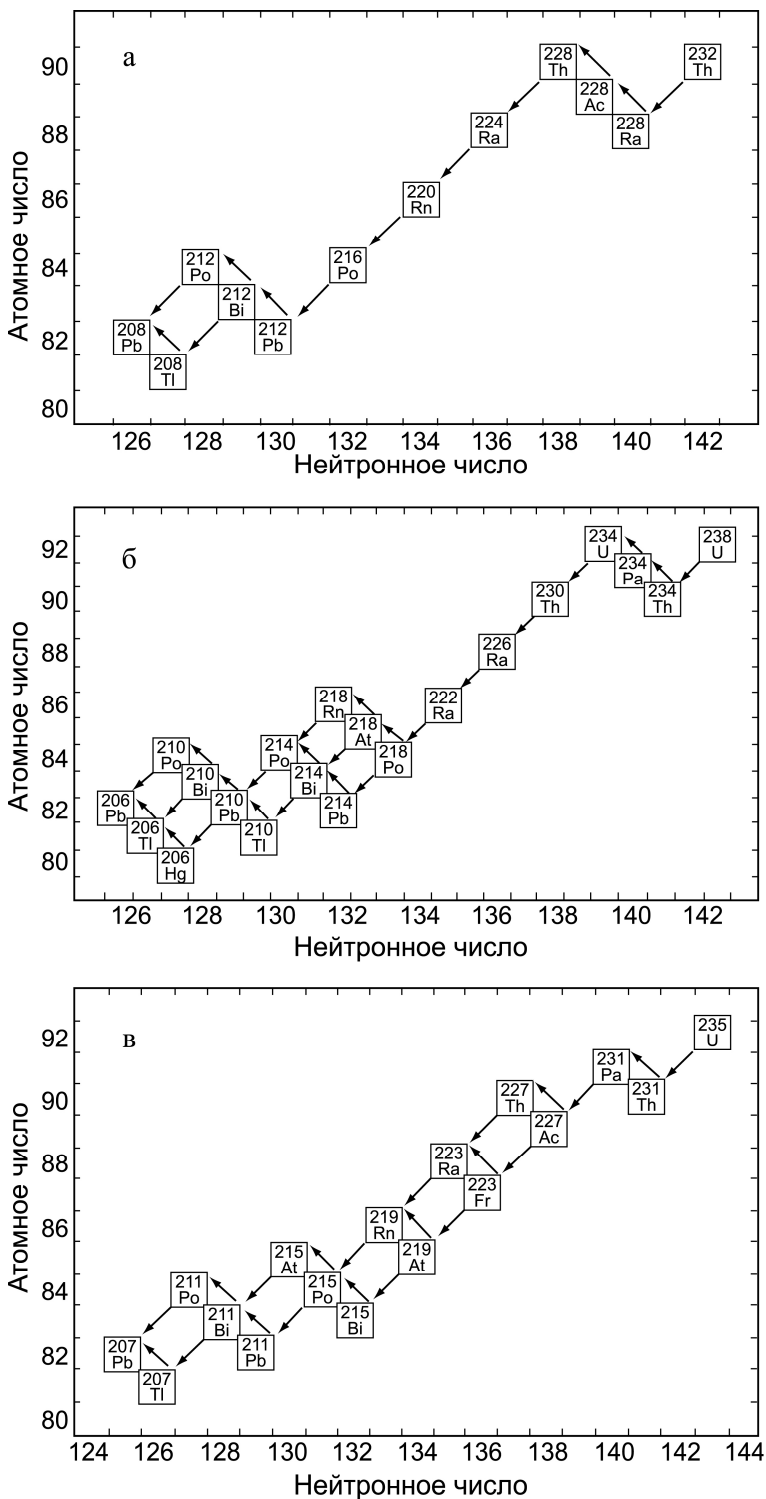 а
90
88
86
84
82
80
228
Th
232
Th
228
Ac
228
Ra
224
Ra
220
Rn
216
Po
212
Po
212
Bi
212
Pb
208
Pb
208
Tl
126 128 130 132 134 136 138 140 142
Нейтронное число
Атомное число
б
92
90
88
86
84
82
80
234
U
238
U
234
Pa
234
Th
230
Th
226
Ra
222
Ra
218
Rn
218
At
218
Po
214
Po
214
Bi
214
Pb
210
Po
210
Bi
210
Pb
210
Tl
206
Pb
206
Tl
206
Hg
126 128 130 132 134 136 138 140 142
Нейтронное число
Атомное число
в
92
90
88
86
84
82
80
235
U
231
Pa
231
Th
227
Th
227
Ac
223
Ra
223
Fr
219
Rn
219
At
215
At
215
Po
215
Bi
211
Po
211
Bi
211
Pb
207
Pb
207
Tl
124 126 128 130 132 134 136 138 140 142 144
Нейтронное число
Атомное число